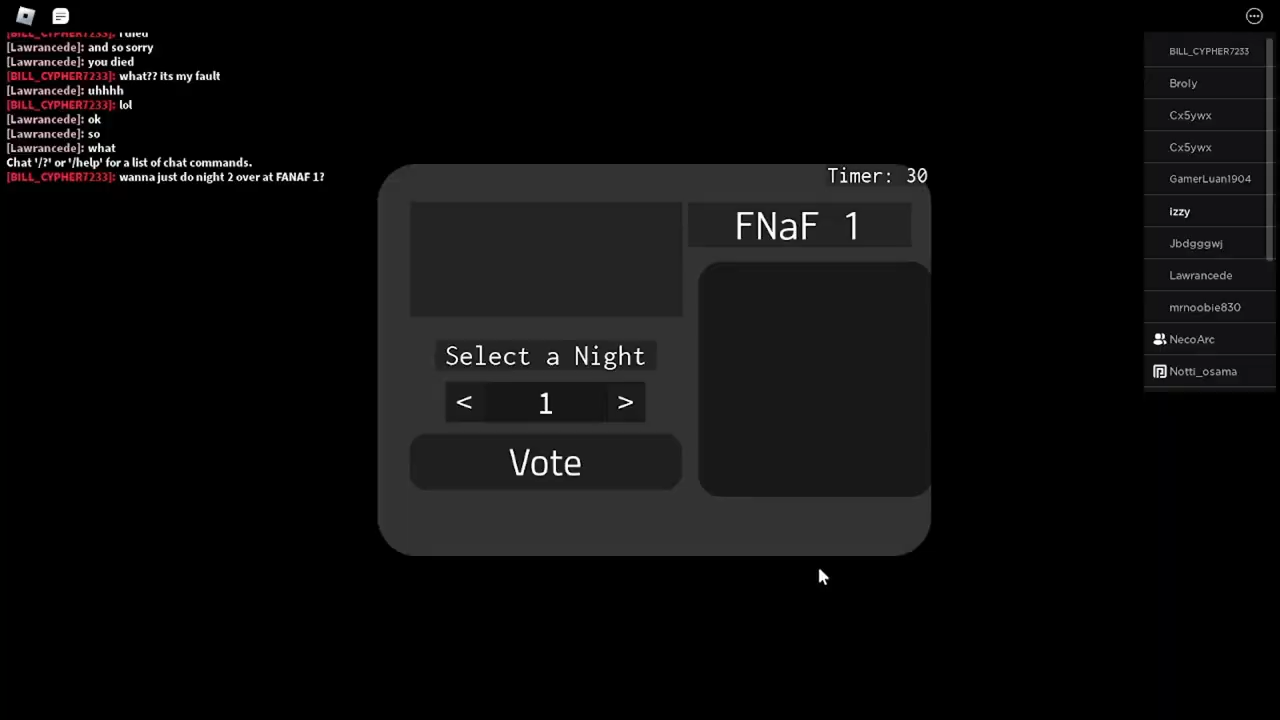 [BILL_CYPHER7233]: i died
[Lawrancede]: and so sorry
[Lawrancede]: you died
[BILL_CYPHER7233]: what?? its my fault
[Lawrancede]: uhhhh
[BILL_CYPHER7233]: lol
[Lawrancede]: ok
[Lawrancede]: so
[Lawrancede]: what
Chat '/?' or '/help' for a list of chat commands.
[BILL_CYPHER7233]: wanna just do night 2 over at FANAF 1?
Timer: 30
FNaF 1
Select a Night
< 1 >
Vote
BILL_CYPHER7233
Broly
Cx5ywx
Cx5ywx
GamerLuan1904
izzy
Jbdgggwj
Lawrancede
mrnoobie830
NecoArc
Notti_osama